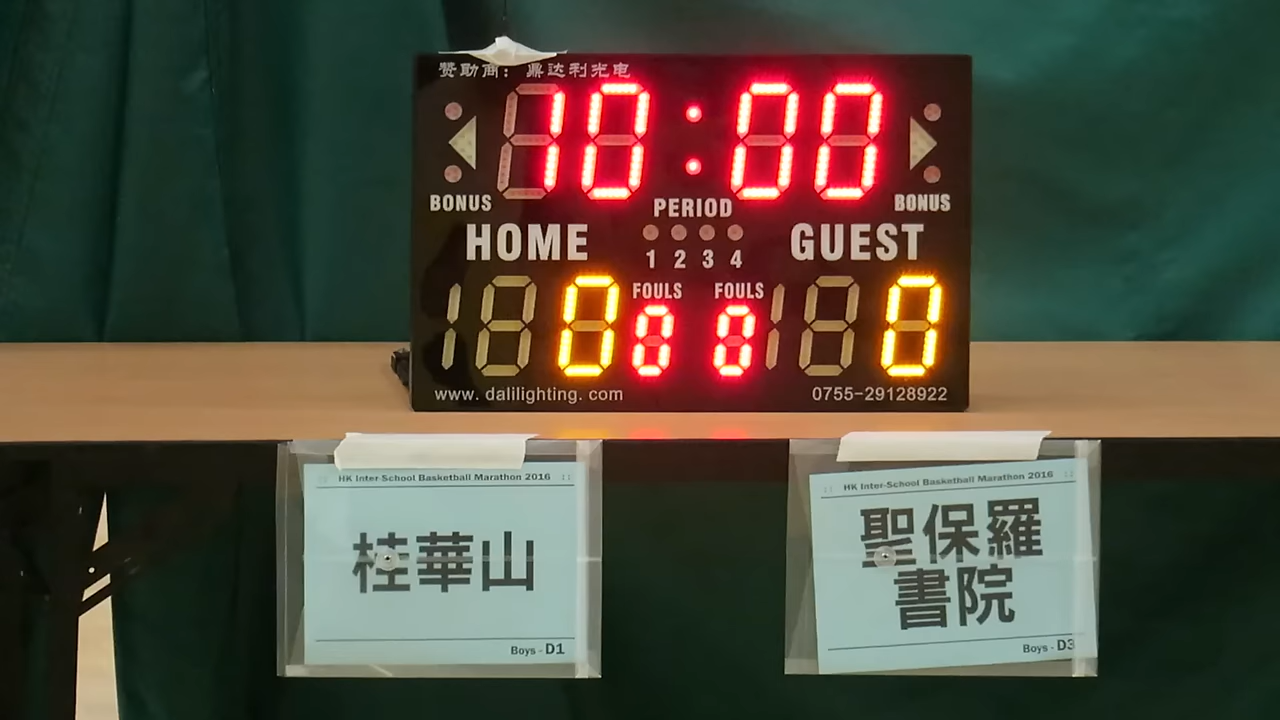 赞助商：鼎达利光电
10:00
BONUS
BONUS
PERIOD
HOME
GUEST
1 2 3 4
FOULS
FOULS
0
0
0
0
www.dalilighting.com
0755-29128922
HK Inter-School Basketball Marathon 2016
桂華山
Boys - D1
HK Inter-School Basketball Marathon 2016
聖保羅
書院
Boys - D3